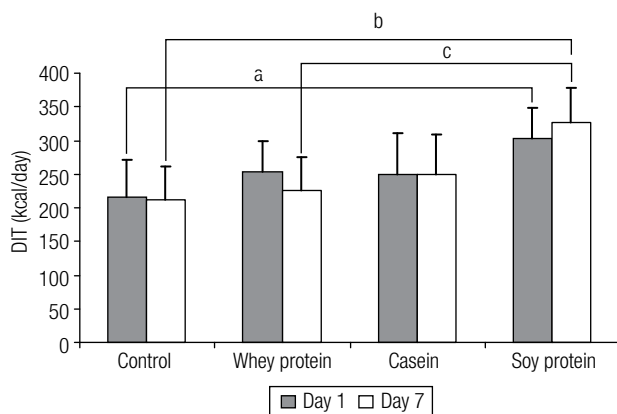 b
c
a
400
350
300
250
200
150
100
50
0
DIT (kcal/day)
Control Whey protein Casein Soy protein
Day 1 Day 7